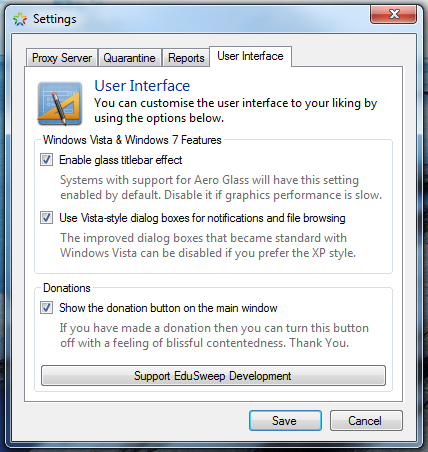 Settings
Proxy Server Quarantine Reports User Interface
User Interface
You can customise the user interface to your liking by
using the options below.
Windows Vista & Windows 7 Features
Enable glass titlebar effect
Systems with support for Aero Glass will have this setting
enabled by default. Disable it if graphics performance is slow.
Use Vista-style dialog boxes for notifications and file browsing
The improved dialog boxes that became standard with
Windows Vista can be disabled if you prefer the XP style.
Donations
Show the donation button on the main window
If you have made a donation then you can turn this button
off with a feeling of blissful contentedness. Thank You.
Support EduSweep Development
Save Cancel